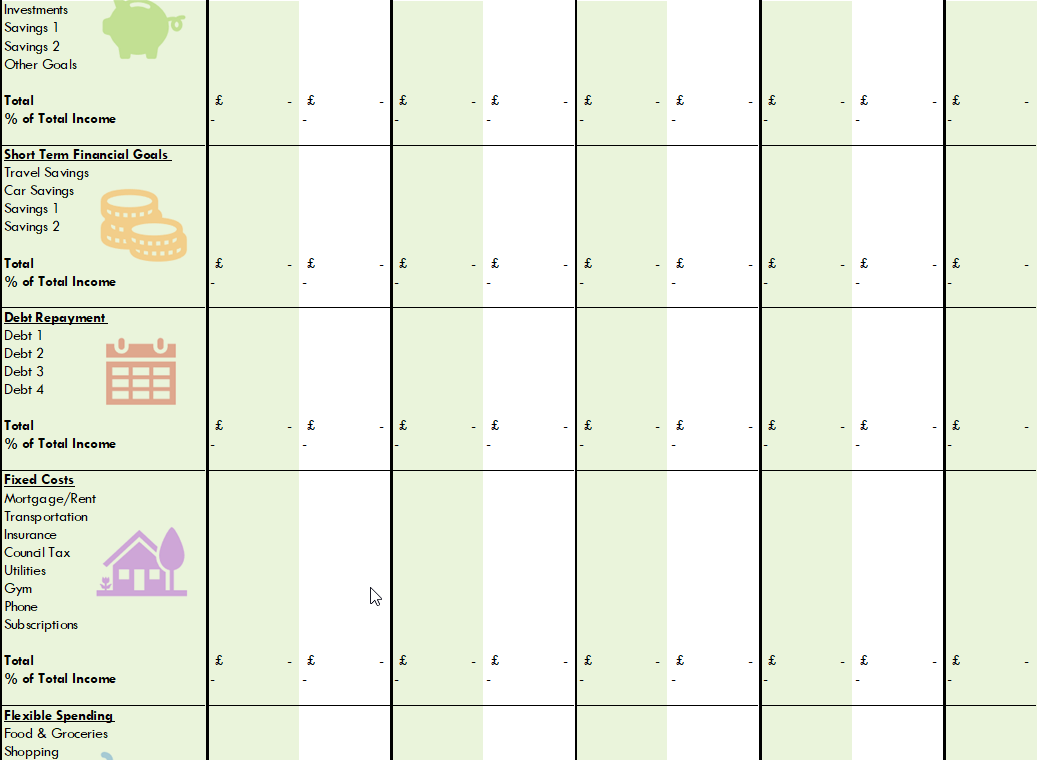 Investments
Savings 1
Savings 2
Other Goals
Total £ - £ - £ - £ - £ - £ - £ - £ - £ -
% of Total Income - - - - - - - - -
Short Term Financial Goals
Travel Savings
Car Savings
Savings 1
Savings 2
Total £ - £ - £ - £ - £ - £ - £ - £ - £ -
% of Total Income - - - - - - - - -
Debt Repayment
Debt 1
Debt 2
Debt 3
Debt 4
Total £ - £ - £ - £ - £ - £ - £ - £ - £ -
% of Total Income - - - - - - - - -
Fixed Costs
Mortgage/Rent
Transportation
Insurance
Council Tax
Utilities
Gym
Phone
Subscriptions
Total £ - £ - £ - £ - £ - £ - £ - £ - £ -
% of Total Income - - - - - - - - -
Flexible Spending
Food & Groceries
Shopping